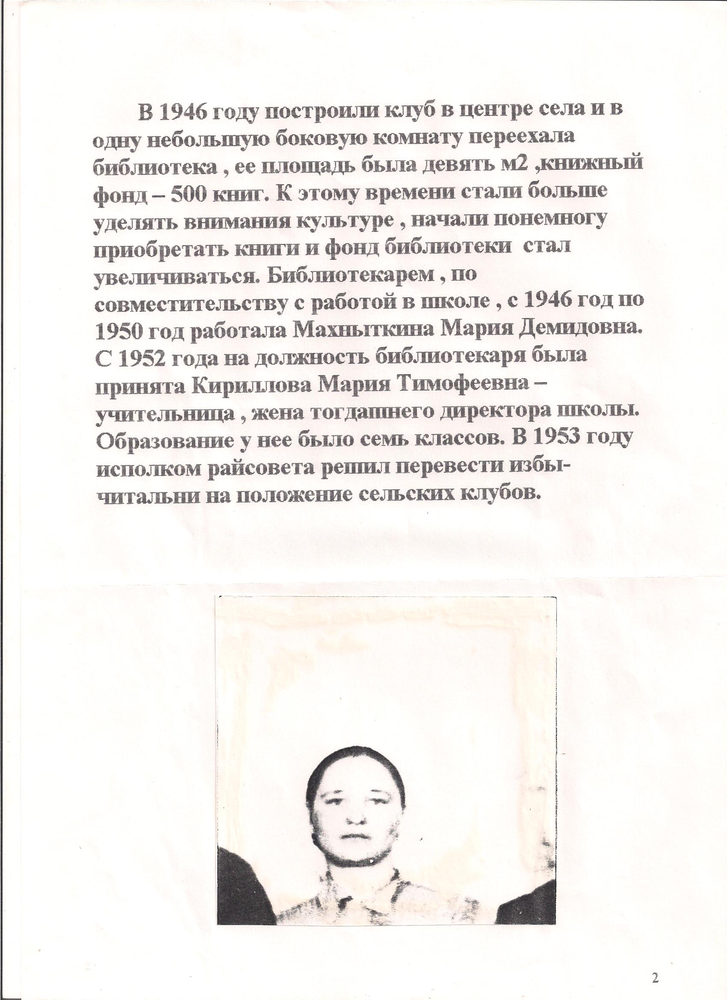 В 1946 году построили клуб в центре села и в
одну небольшую боковую комнату переехала
библиотека , ее площадь была девять м2 ,книжный
фонд – 500 книг. К этому времени стали больше
уделять внимания культуре , начали понемногу
приобретать книги и фонд библиотеки  стал
увеличиваться. Библиотекарем , по
совместительству с работой в школе , с 1946 год по
1950 год работала Махныткина Мария Демидовна.
С 1952 года на должность библиотекаря была
принята Кириллова Мария Тимофеевна –
учительница , жена тогдашнего директора школы.
Образование у нее было семь классов. В 1953 году
исполком райсовета решил перевести избы-
читальни на положение сельских клубов.
2